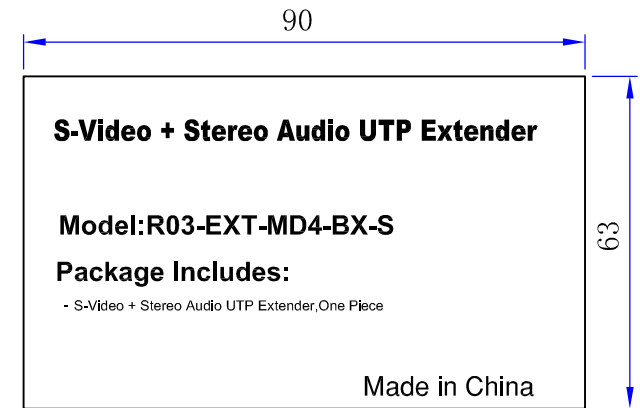 90
S-Video + Stereo Audio UTP Extender
63
Model:R03-EXT-MD4-BX-S
Package Includes:
- S-Video + Stereo Audio UTP Extender,One Piece
Made in China